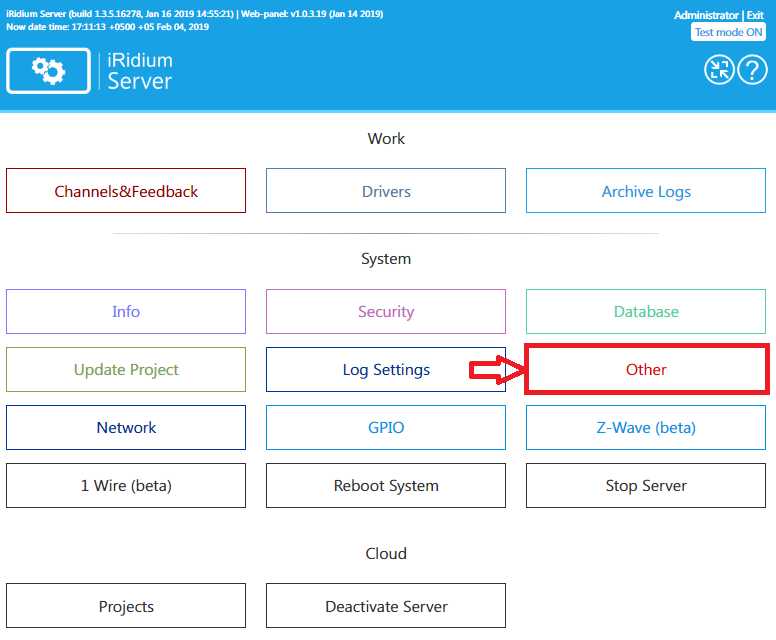 iRidium Server (build 1.3.5.16278, Jan 16 2019 14:55:21) | Web-panel: v1.0.3.19 (Jan 14 2019)
Administrator | Exit
Now date time: 17:11:13 +0500 +05 Feb 04, 2019
Test mode ON
iRidium
Server
?
Work
Channels&Feedback
Drivers
Archive Logs
System
Info
Security
Database
Update Project
Log Settings
Other
Network
GPIO
Z-Wave (beta)
1 Wire (beta)
Reboot System
Stop Server
Cloud
Projects
Deactivate Server